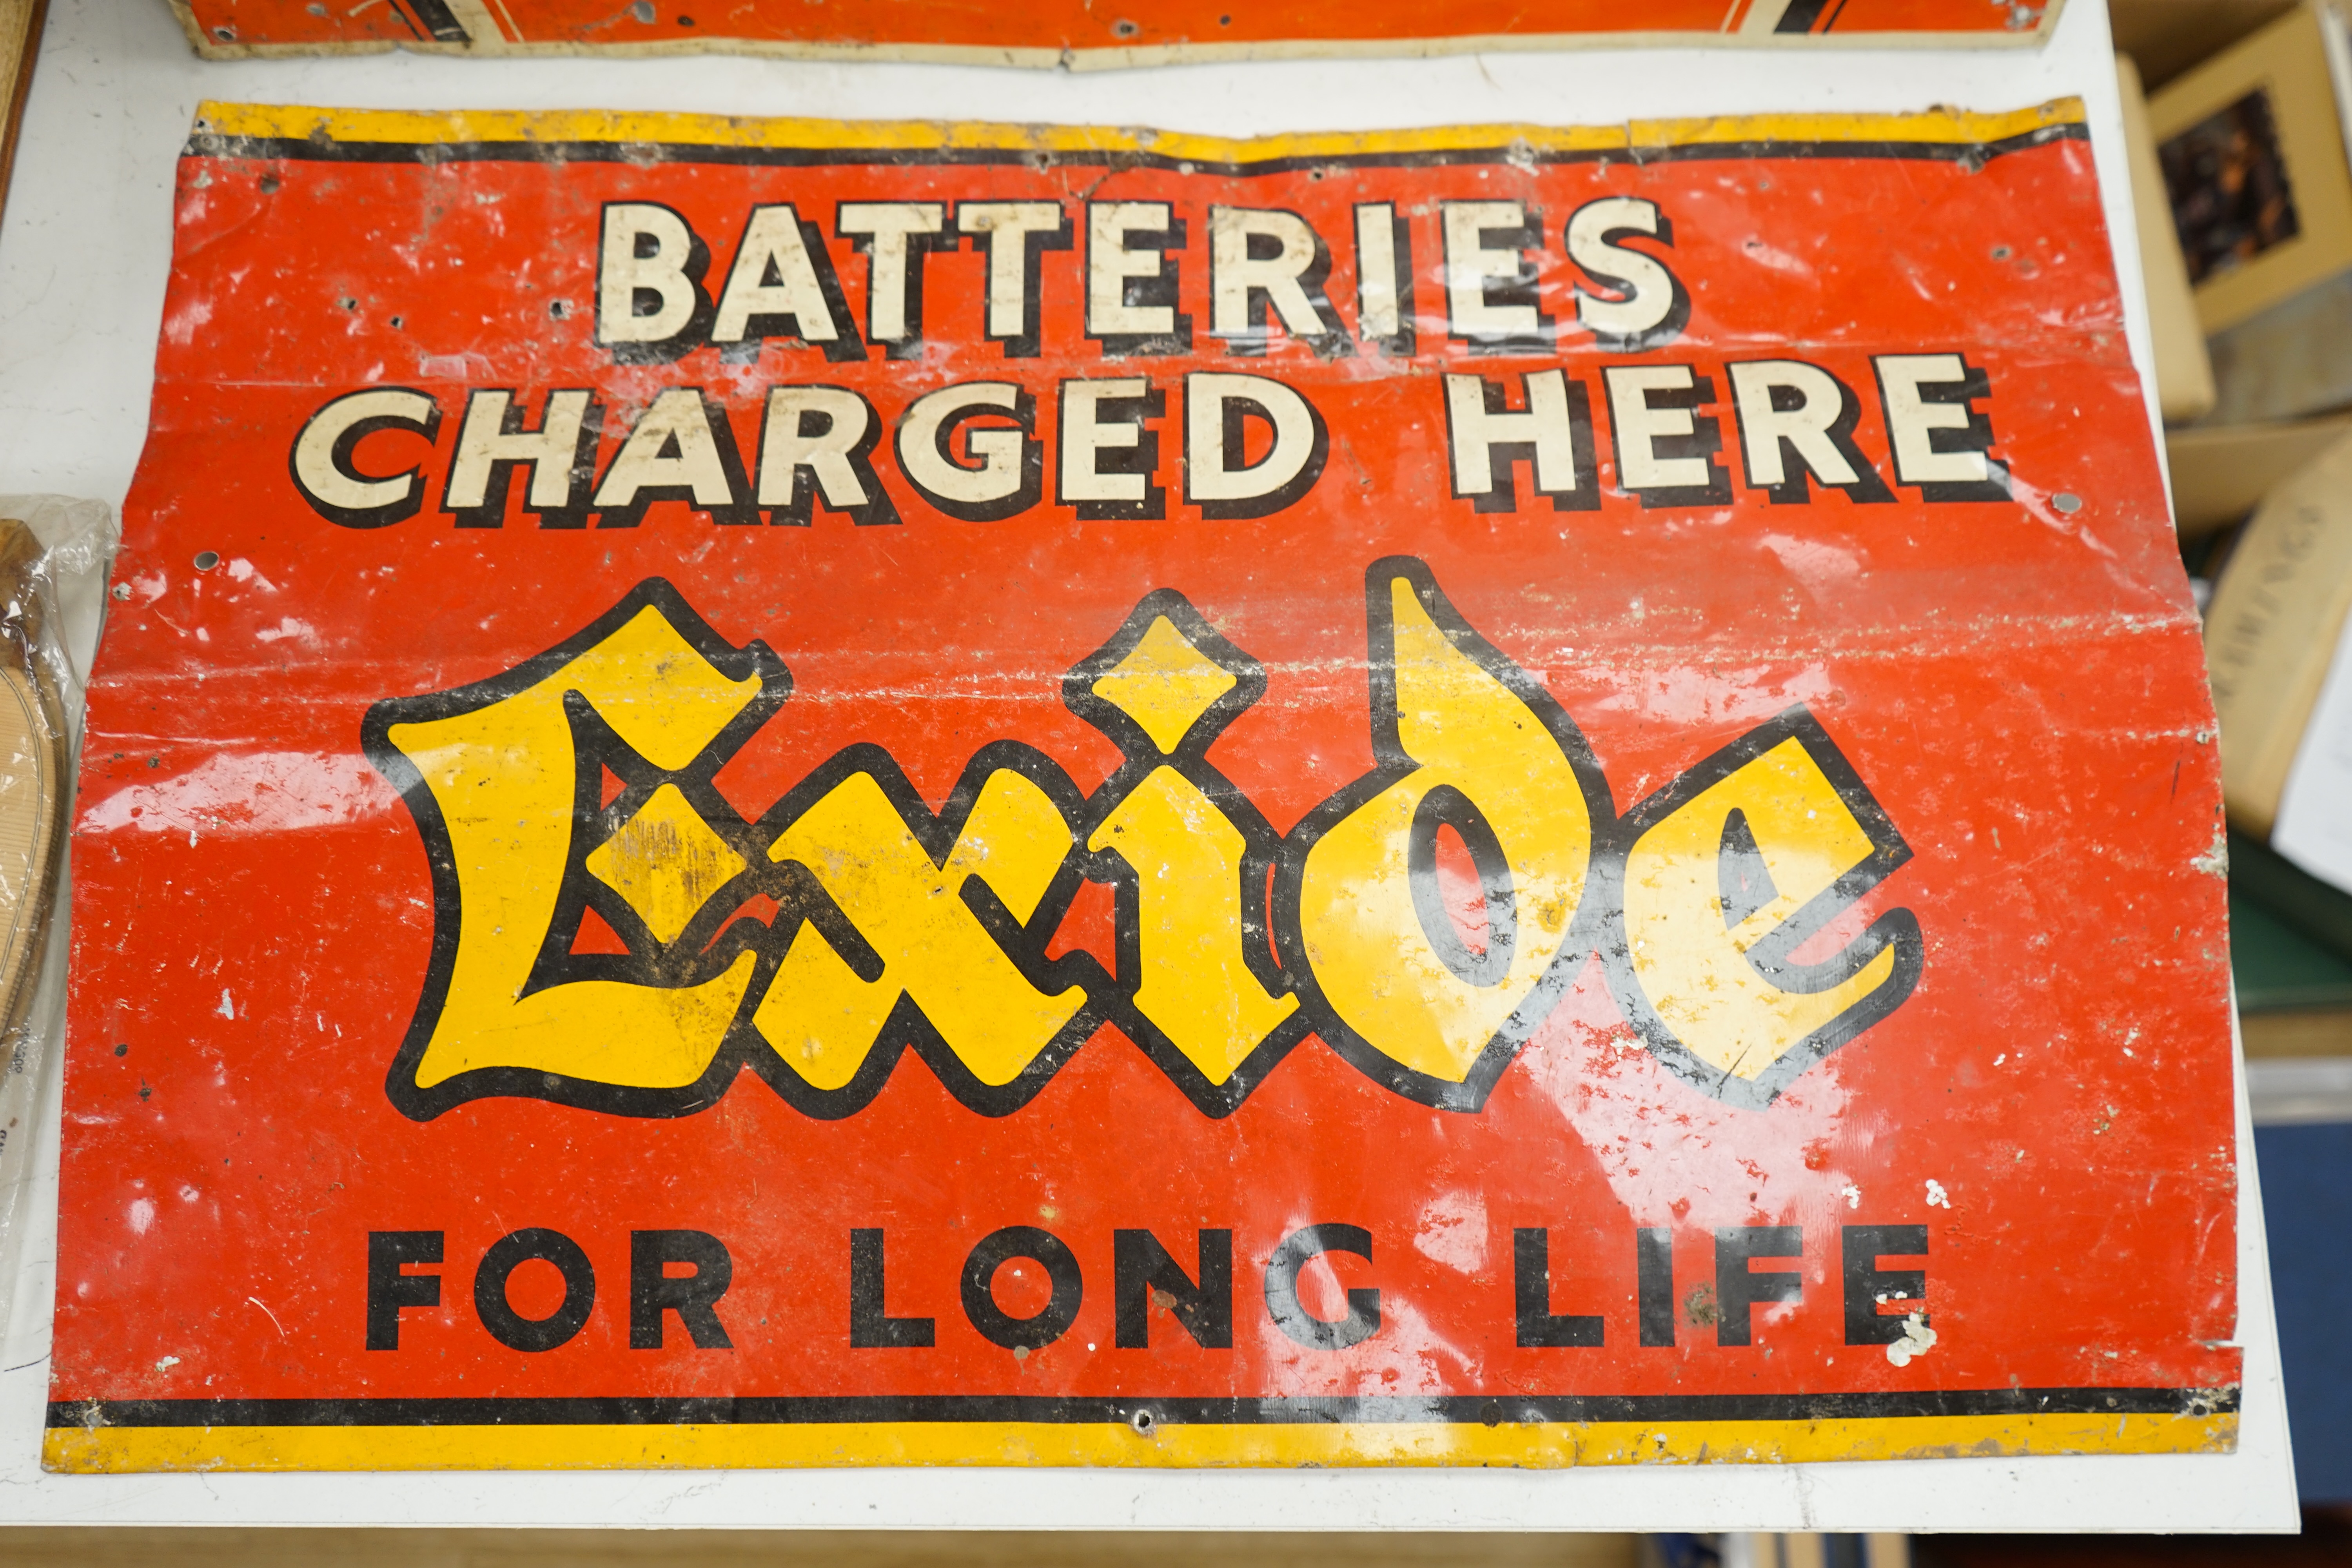 BATTERIES
CHARGED HERE
Exide
FOR LONG LIFE